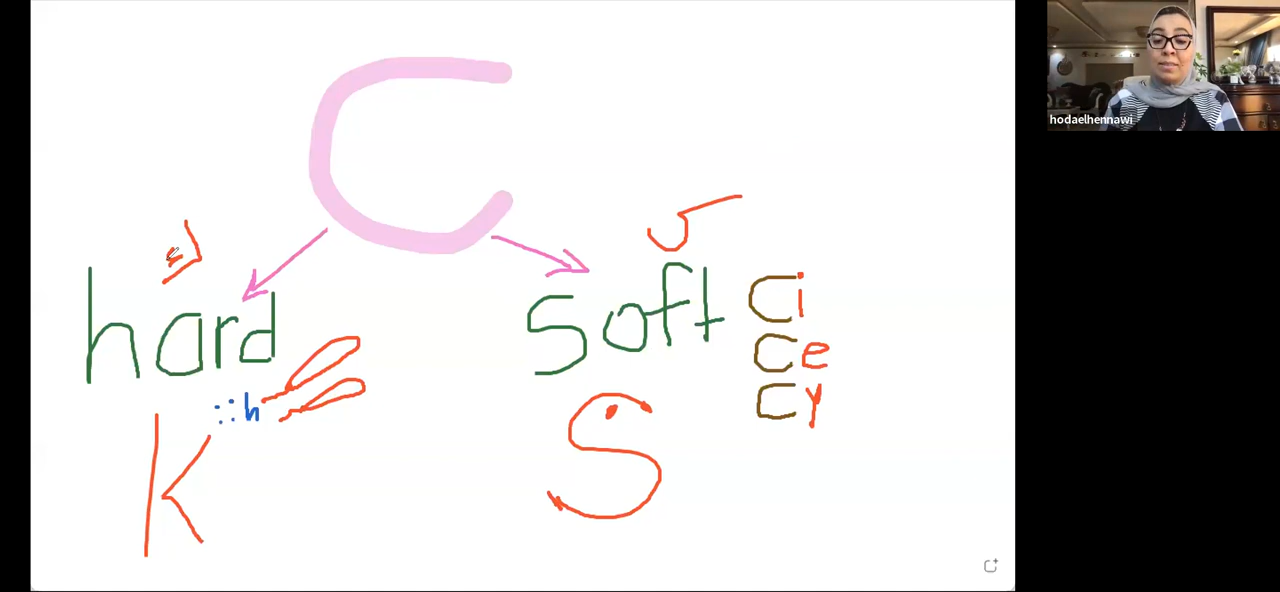 C
ك
س
hard
soft
Ci
Ce
Cy
::h
K
S
hodaelhennawi